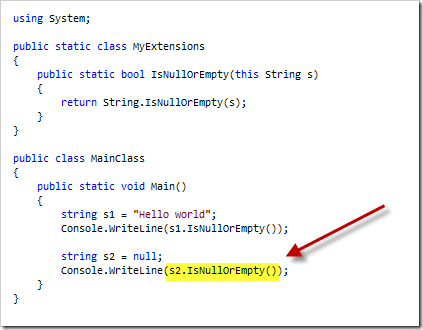 using System;
public static class MyExtensions
{
public static bool IsNullOrEmpty(this String s)
{
return String.IsNullOrEmpty(s);
}
}
public class MainClass
{
public static void Main()
{
string s1 = "Hello world";
Console.WriteLine(s1.IsNullOrEmpty());
string s2 = null;
Console.WriteLine(s2.IsNullOrEmpty());
}
}